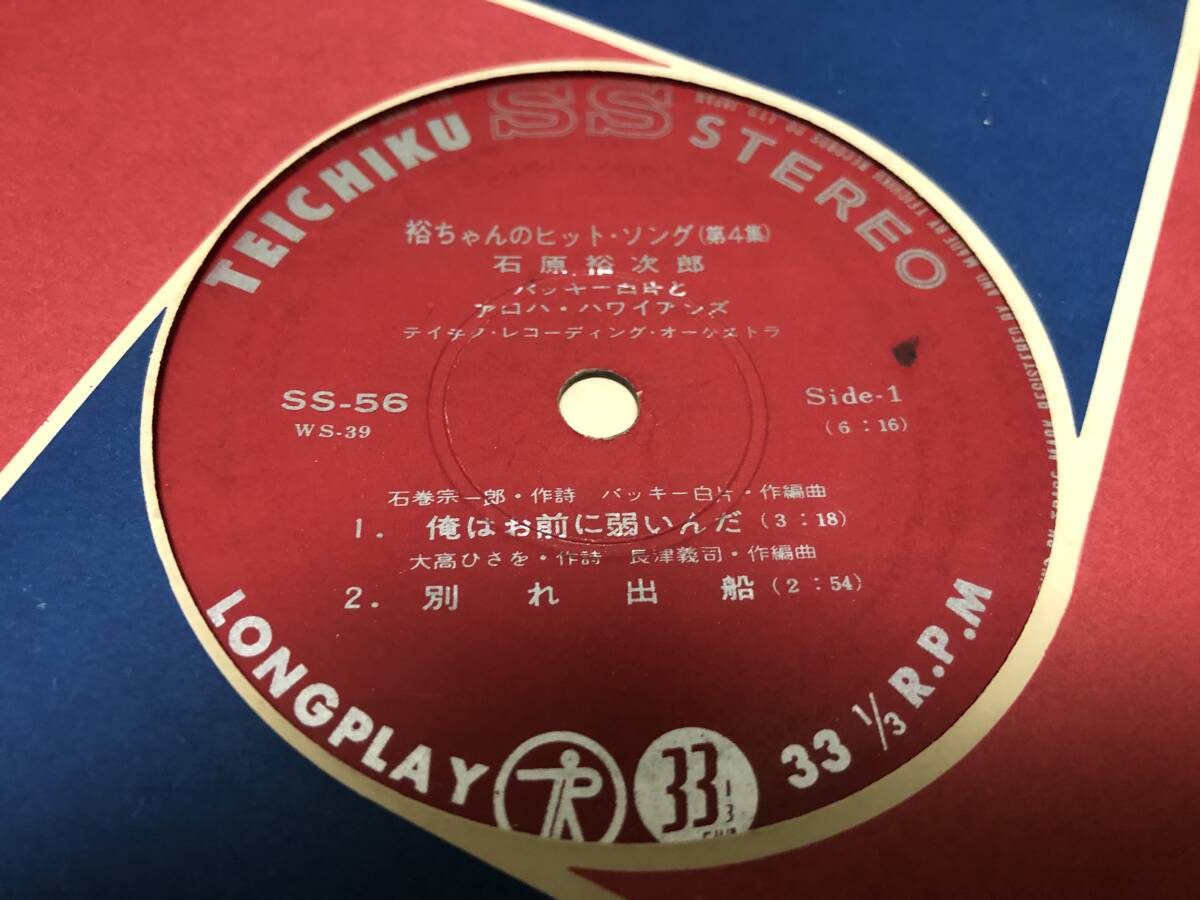 TEICHIKU SS STEREO
裕ちゃんのヒット・ソング(第4集)
石原裕次郎
バッキー白片と
アロハ・ハワイアンズ
テイチク・レコーディング・オーケストラ
SS-56
WS-39
Side-1
(6:16)
石巻宗一郎・作詩 バッキー白片・作編曲
1. 俺はお前に弱いんだ (3:18)
大高ひさを・作詩 長津義司・作編曲
2. 別れ出船 (2:54)
LONGPLAY
33 1/3
33 1/3 R.P.M